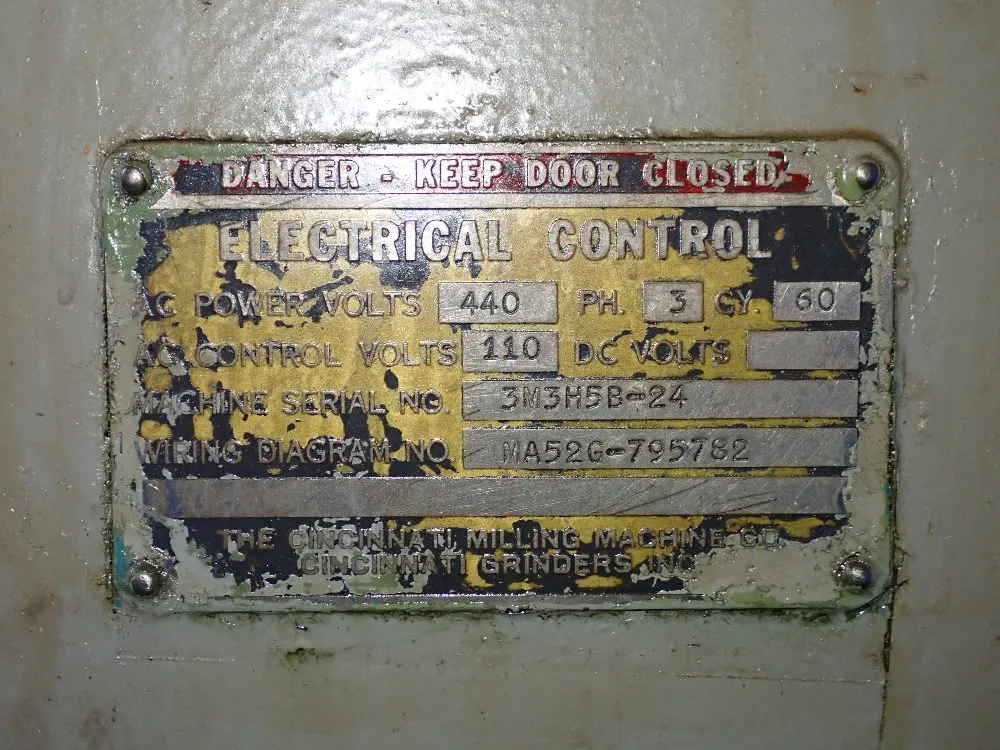 DANGER - KEEP DOOR CLOSED
ELECTRICAL CONTROL
AC POWER VOLTS 440 PH. 3 CY. 60
AC CONTROL VOLTS 110 DC VOLTS
MACHINE SERIAL NO. 3M3H5B-24
WIRING DIAGRAM NO. MA52G-795782
THE CINCINNATI MILLING MACHINE CO.
CINCINNATI GRINDERS INC.